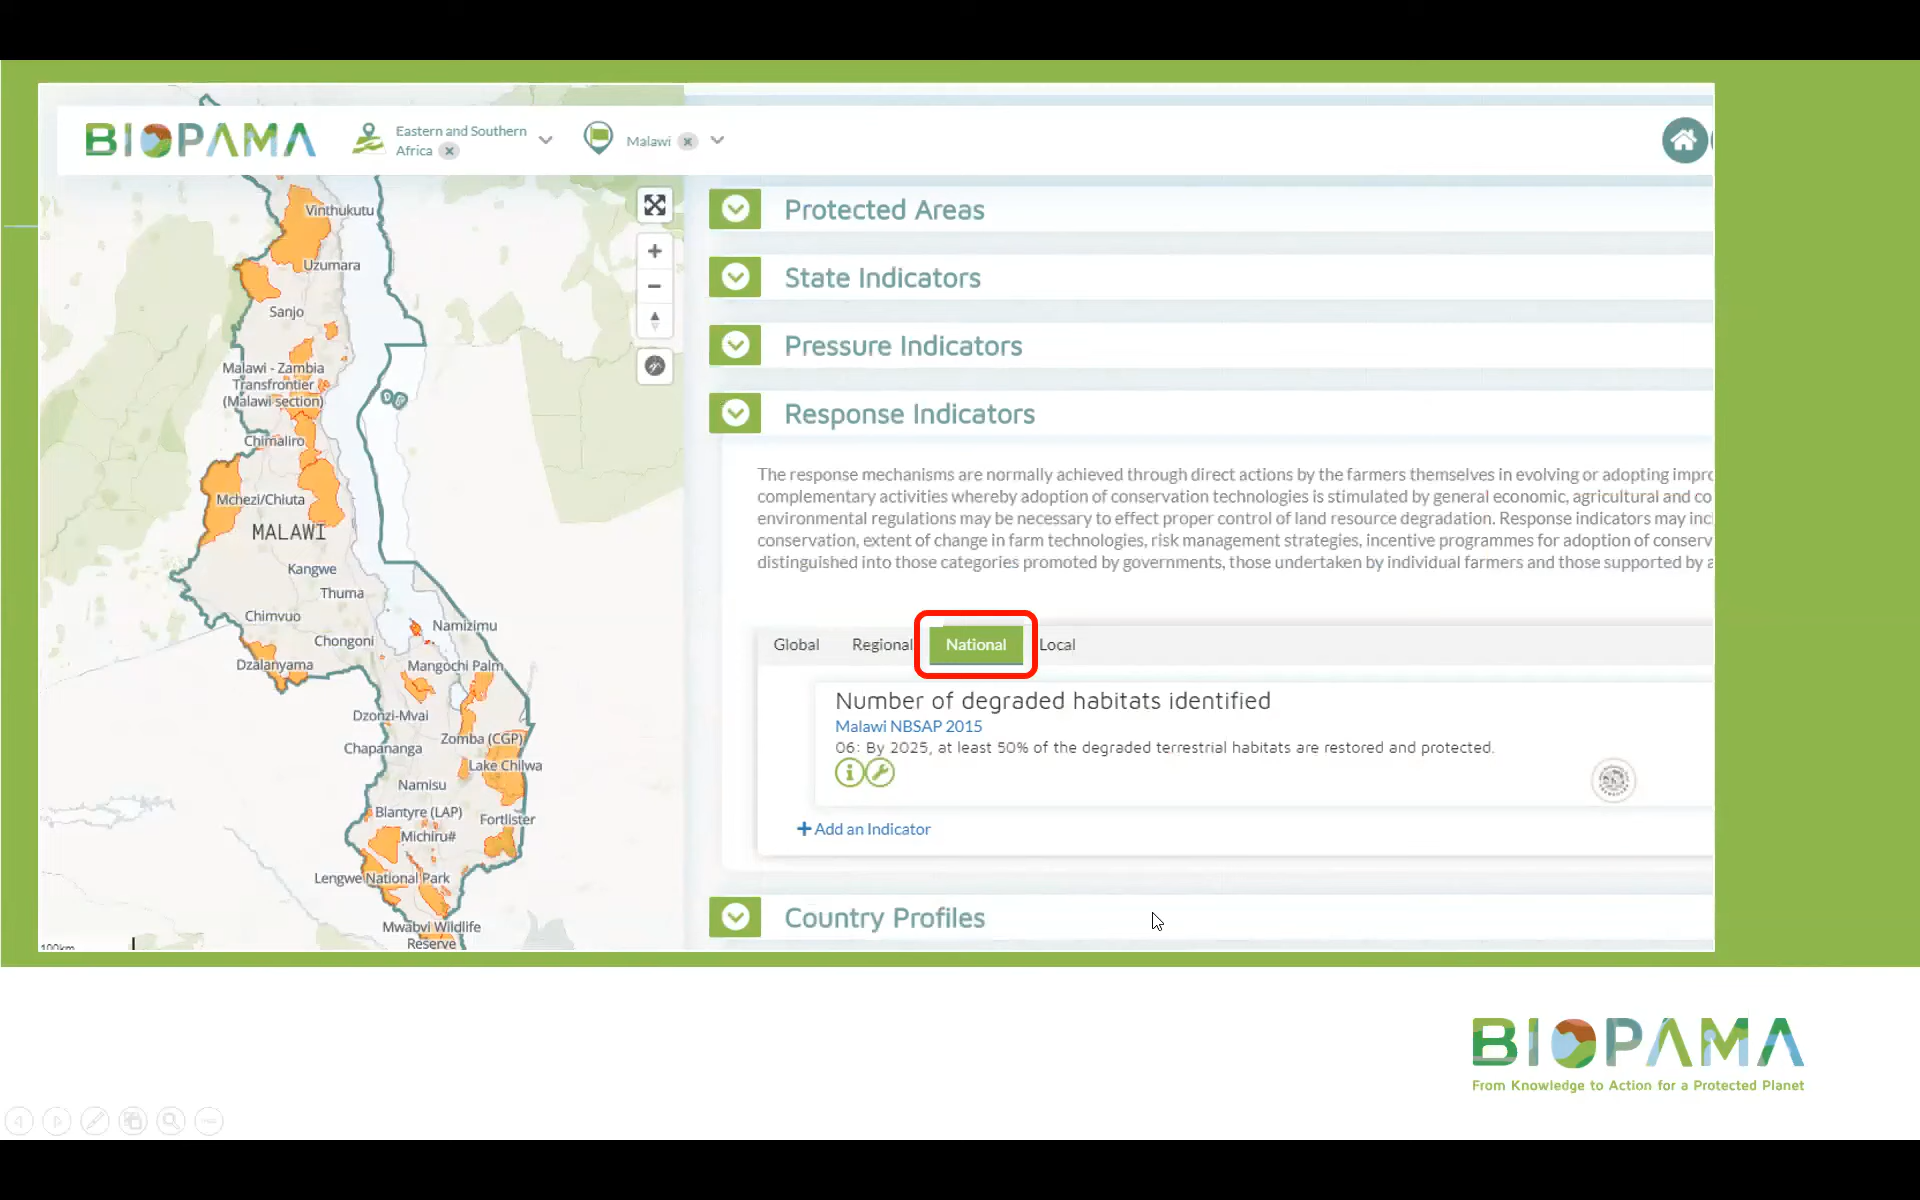 BIOPAMA
Eastern and Southern
Africa
Malawi
Vinthukutu
Uzumara
Sanjo
Malawi - Zambia
Transfrontier
(Malawi section)
Chimaliro
Mchezi/Chiuta
MALAWI
Kangwe
Thuma
Chimvuo
Namizimu
Chongoni
Dzalanyama
Mangochi Palm
Dzonzi-Mvai
Zomba (CGP)
Chapananga
Lake Chilwa
Namisu
Blantyre (LAP)
Fortlister
Michiru#
Lengwe National Park
Mwabvi Wildlife
Reserve
100km
Protected Areas
State Indicators
Pressure Indicators
Response Indicators
The response mechanisms are normally achieved through direct actions by the farmers themselves in evolving or adopting impro
complementary activities whereby adoption of conservation technologies is stimulated by general economic, agricultural and co
environmental regulations may be necessary to effect proper control of land resource degradation. Response indicators may inc
conservation, extent of change in farm technologies, risk management strategies, incentive programmes for adoption of conserv
distinguished into those categories promoted by governments, those undertaken by individual farmers and those supported by a
Global Regional National Local
Number of degraded habitats identified
Malawi NBSAP 2015
06: By 2025, at least 50% of the degraded terrestrial habitats are restored and protected.
+ Add an Indicator
Country Profiles
BIOPAMA
From Knowledge to Action for a Protected Planet